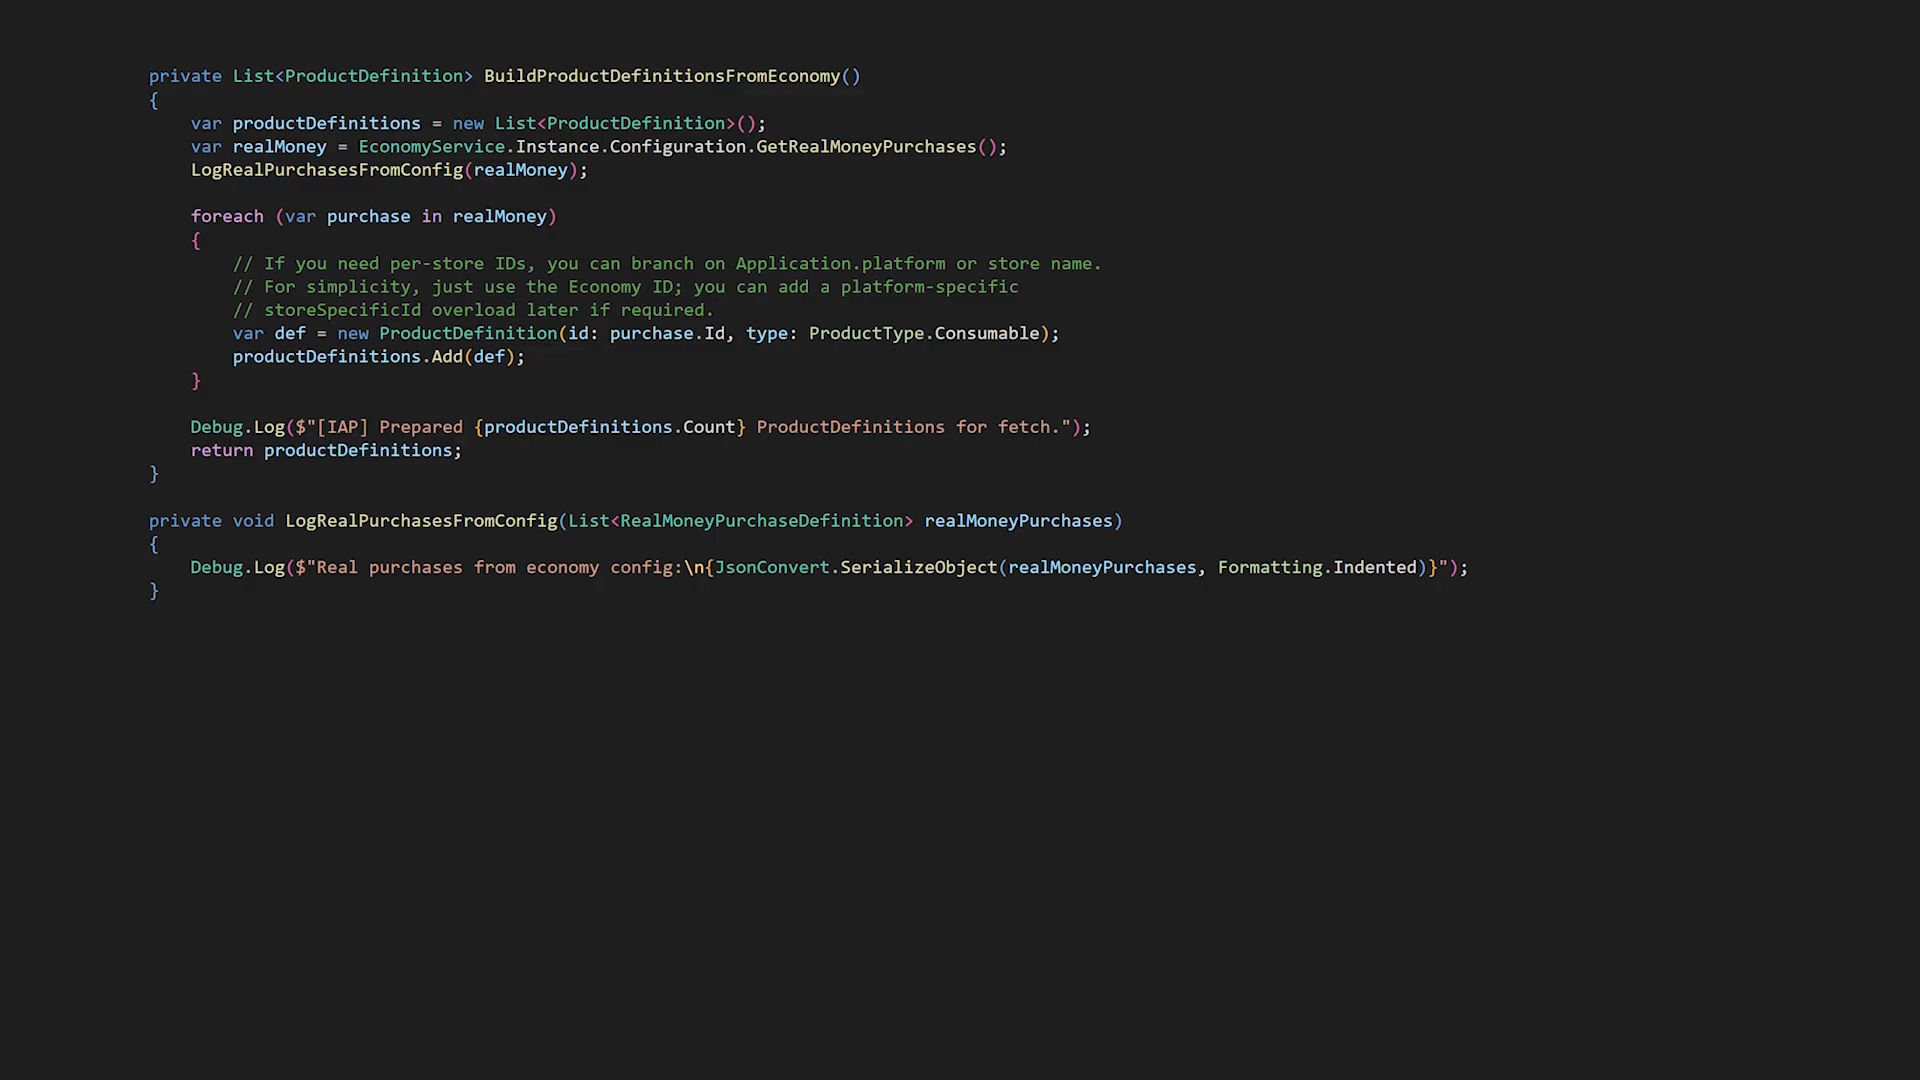 private List<ProductDefinition> BuildProductDefinitionsFromEconomy()
{
    var productDefinitions = new List<ProductDefinition>();
    var realMoney = EconomyService.Instance.Configuration.GetRealMoneyPurchases();
    LogRealPurchasesFromConfig(realMoney);

    foreach (var purchase in realMoney)
    {
        // If you need per-store IDs, you can branch on Application.platform or store name.
        // For simplicity, just use the Economy ID; you can add a platform-specific
        // storeSpecificId overload later if required.
        var def = new ProductDefinition(id: purchase.Id, type: ProductType.Consumable);
        productDefinitions.Add(def);
    }

    Debug.Log($"[IAP] Prepared {productDefinitions.Count} ProductDefinitions for fetch.");
    return productDefinitions;
}

private void LogRealPurchasesFromConfig(List<RealMoneyPurchaseDefinition> realMoneyPurchases)
{
    Debug.Log($"Real purchases from economy config:\n{JsonConvert.SerializeObject(realMoneyPurchases, Formatting.Indented)}");
}